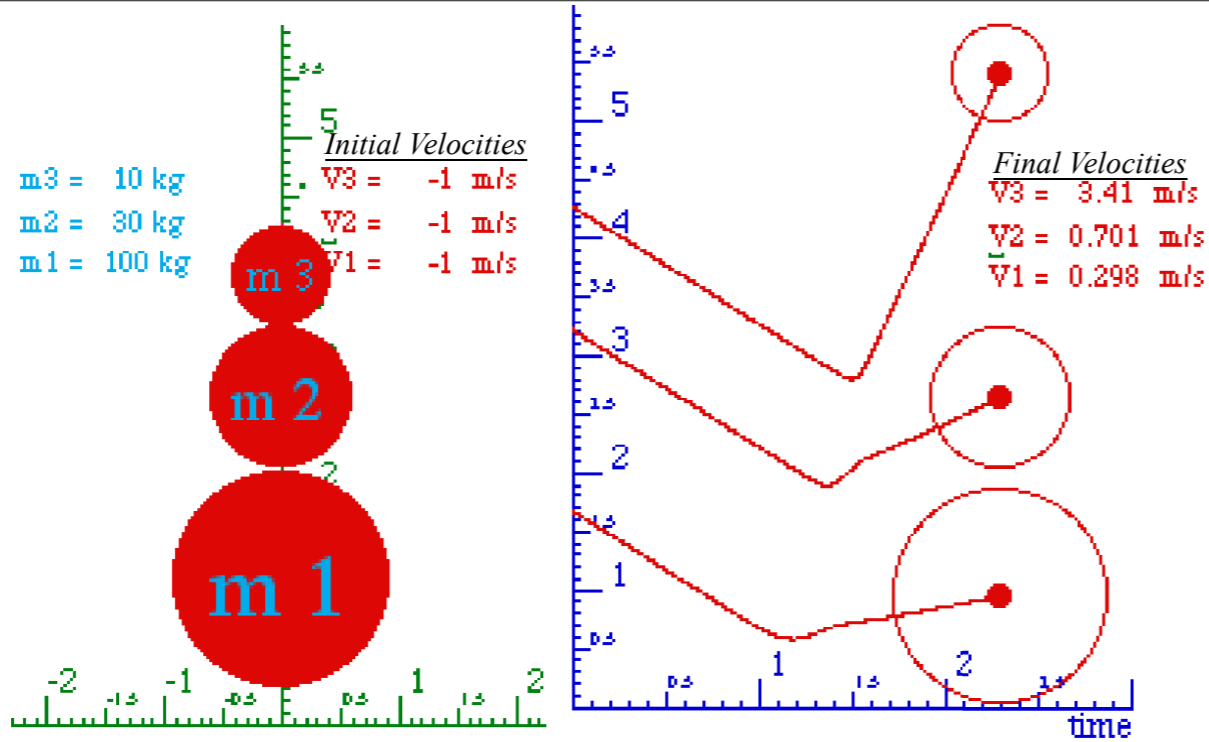 5
Initial Velocities
m3 = 10 kg
V3 = -1 m/s
m2 = 30 kg
V2 = -1 m/s
m1 = 100 kg
V1 = -1 m/s
m 3
m 2
2
m 1
-2
-1
1
2
5
Final Velocities
V3 = 3.41 m/s
V2 = 0.701 m/s
V1 = 0.298 m/s
4
3
2
1
1
2
time